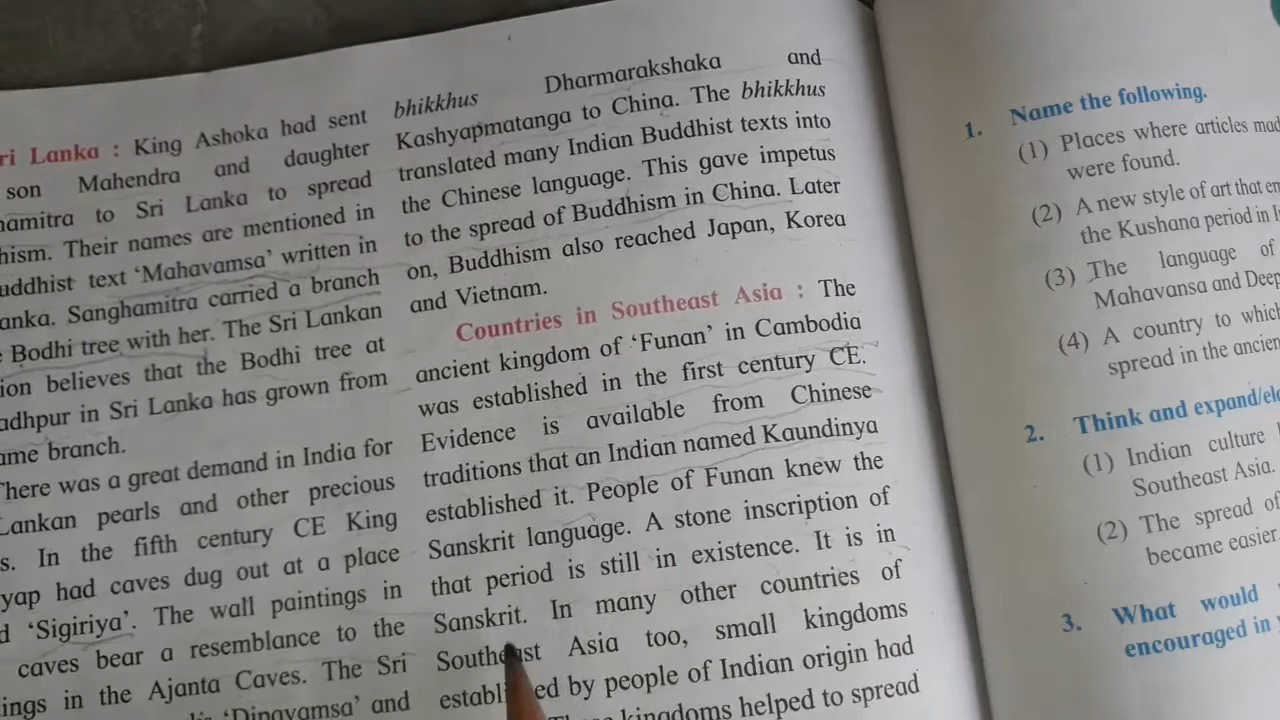 ri Lanka : King Ashoka had sent
son Mahendra and daughter
hamitra to Sri Lanka to spread
hism. Their names are mentioned in
uddhist text ‘Mahavamsa’ written in
anka. Sanghamitra carried a branch
Bodhi tree with her. The Sri Lankan
ion believes that the Bodhi tree at
adhpur in Sri Lanka has grown from
ame branch.
There was a great demand in India for
Lankan pearls and other precious
s. In the fifth century CE King
yap had caves dug out at a place
d ‘Sigiriya’. The wall paintings in
caves bear a resemblance to the
ings in the Ajanta Caves. The Sri
‘Dipavamsa’ and
bhikkhus Dharmarakshaka and
Kashyapmatanga to China. The bhikkhus
translated many Indian Buddhist texts into
the Chinese language. This gave impetus
to the spread of Buddhism in China. Later
on, Buddhism also reached Japan, Korea
and Vietnam.
Countries in Southeast Asia : The
ancient kingdom of ‘Funan’ in Cambodia
was established in the first century CE.
Evidence is available from Chinese
traditions that an Indian named Kaundinya
established it. People of Funan knew the
Sanskrit language. A stone inscription of
that period is still in existence. It is in
Sanskrit. In many other countries of
Southeast Asia too, small kingdoms
establi ed by people of Indian origin had
kingdoms helped to spread
1. Name the following.
(1) Places where articles mad
were found.
(2) A new style of art that em
the Kushana period in
(3) The language of
Mahavansa and Deep
(4) A country to which
spread in the ancien
2. Think and expand/el
(1) Indian culture
Southeast Asia.
(2) The spread of
became easier.
3. What would
encouraged in